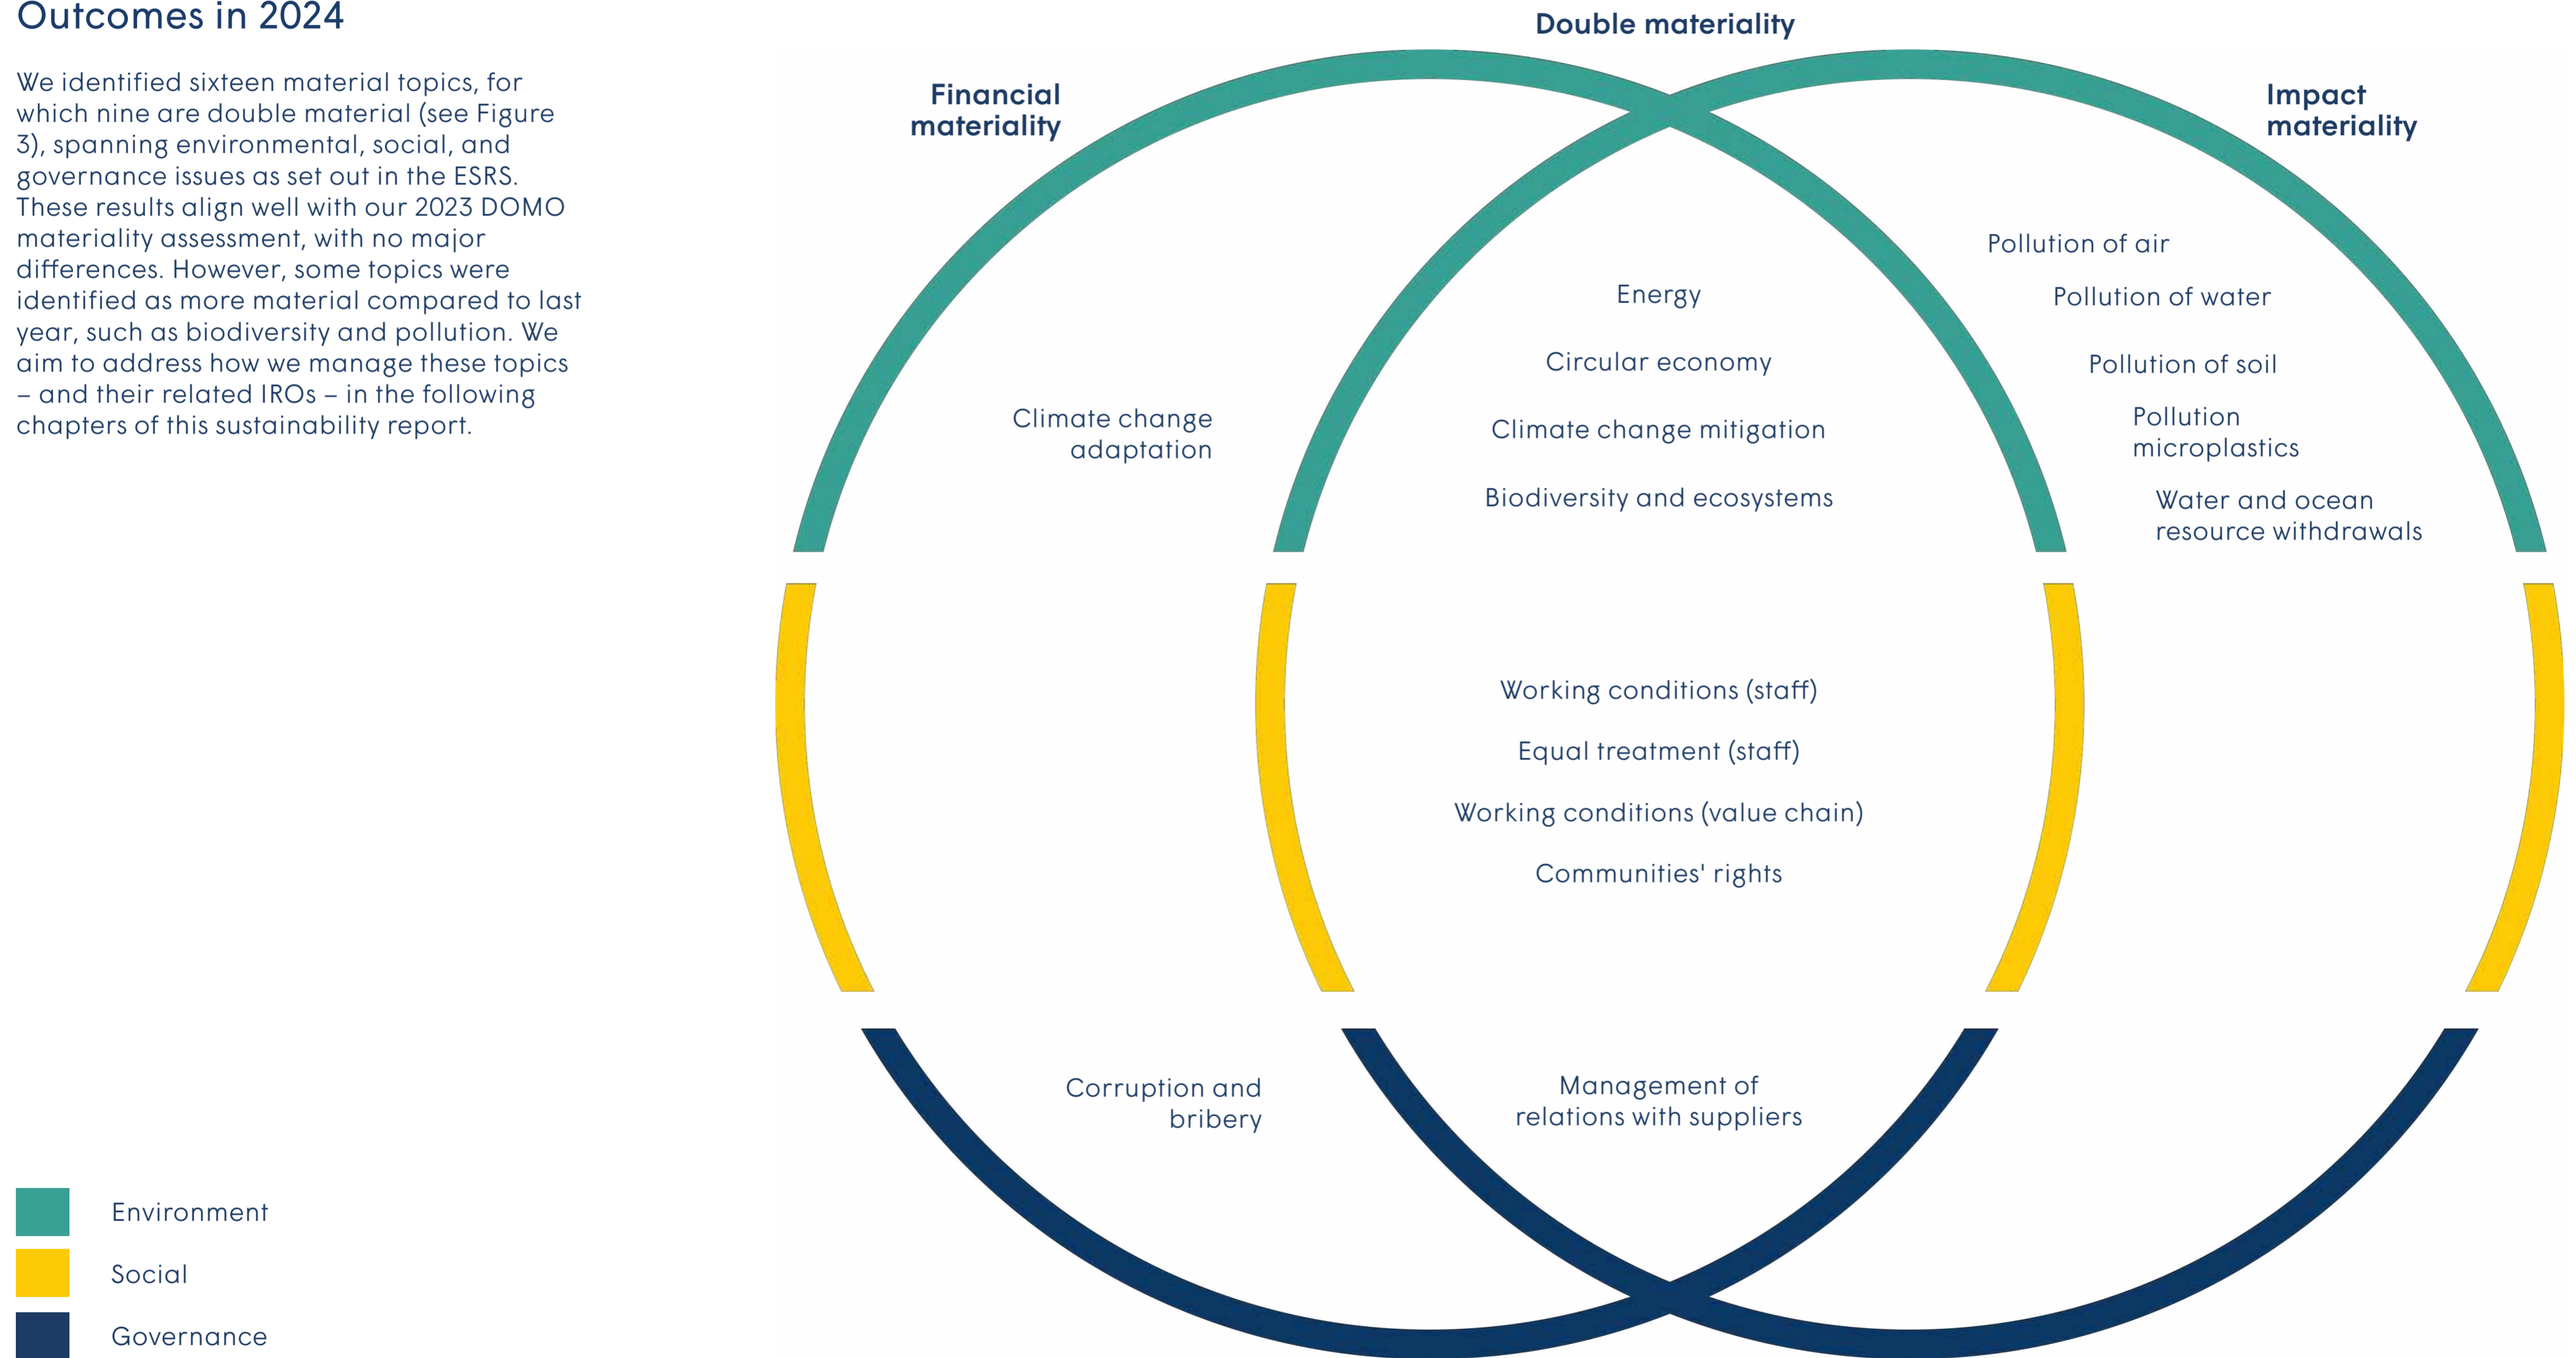 Outcomes in 2024
We identified sixteen material topics, for
which nine are double material (see Figure
3), spanning environmental, social, and
governance issues as set out in the ESRS.
These results align well with our 2023 DOMO
materiality assessment, with no major
differences. However, some topics were
identified as more material compared to last
year, such as biodiversity and pollution. We
aim to address how we manage these topics
– and their related IROs – in the following
chapters of this sustainability report.
Environment
Social
Governance
Double materiality
Financial
materiality
Impact
materiality
Climate change
adaptation
Energy
Circular economy
Climate change mitigation
Biodiversity and ecosystems
Pollution of air
Pollution of water
Pollution of soil
Pollution
microplastics
Water and ocean
resource withdrawals
Working conditions (staff)
Equal treatment (staff)
Working conditions (value chain)
Communities' rights
Corruption and
bribery
Management of
relations with suppliers